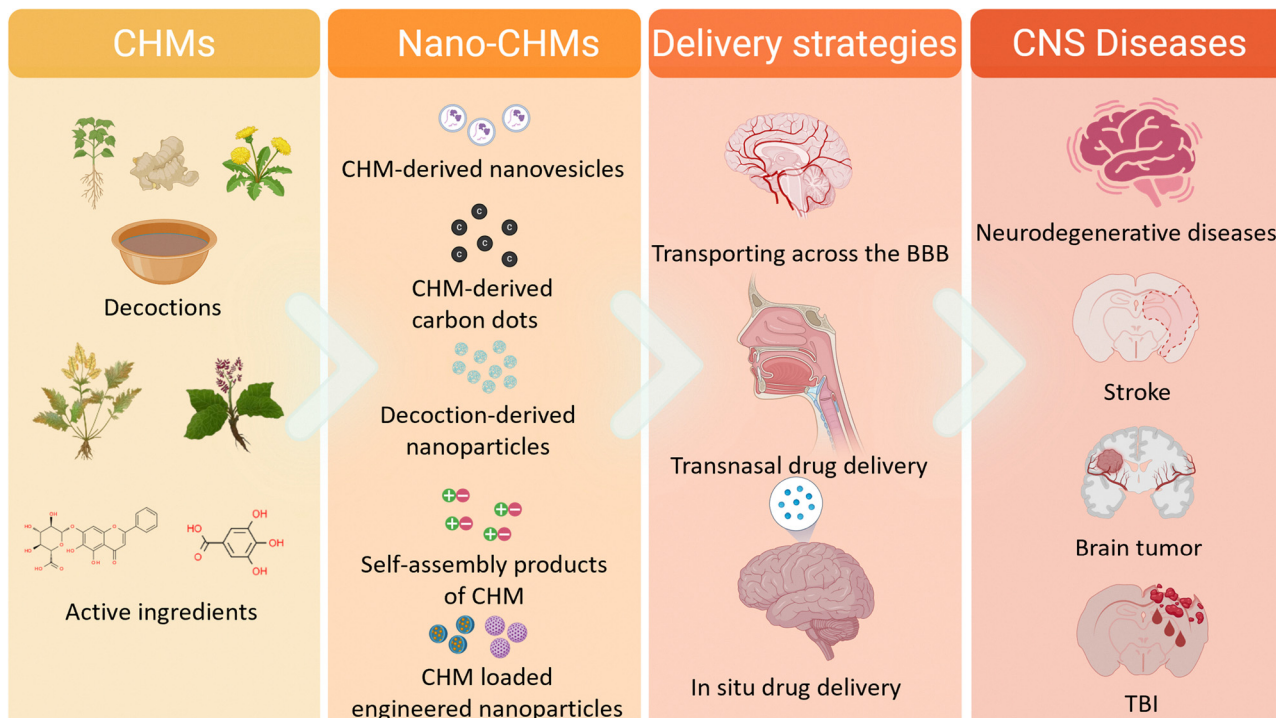 CHMs
Decoctions
Active ingredients
Nano-CHMs
CHM-derived nanovesicles
C
C
C
C
C
C
CHM-derived
carbon dots
Decoction-derived
nanoparticles
Self-assembly products
of CHM
CHM loaded
engineered nanoparticles
Delivery strategies
Transporting across the BBB
Transnasal drug delivery
In situ drug delivery
CNS Diseases
Neurodegenerative diseases
Stroke
Brain tumor
TBI